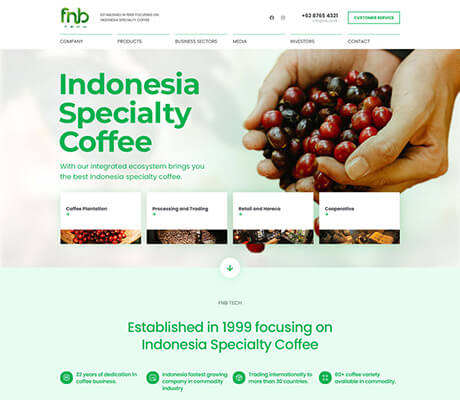 fnb
TECH
ESTABLISHED IN 1999 FOCUSING ON
INDONESIA SPECIALTY COFFEE
+62 8765 4321
CUSTOMER SERVICE
COMPANY
PRODUCTS
BUSINESS SECTORS
MEDIA
INVESTORS
CONTACT
Indonesia
Specialty
Coffee
With our integrated ecosystem brings you
the best Indonesia specialty coffee.
Coffee Plantation
Processing and Trading
Retail and Horeca
Cooperative
FNB TECH
Established in 1999 focusing on
Indonesia Specialty Coffee
22 years of dedication in
coffee business.
Indonesia fastest growing
company in commodity
industry
Trading internationally to
more than 30 countries.
60+ coffee variety
available in commodity.